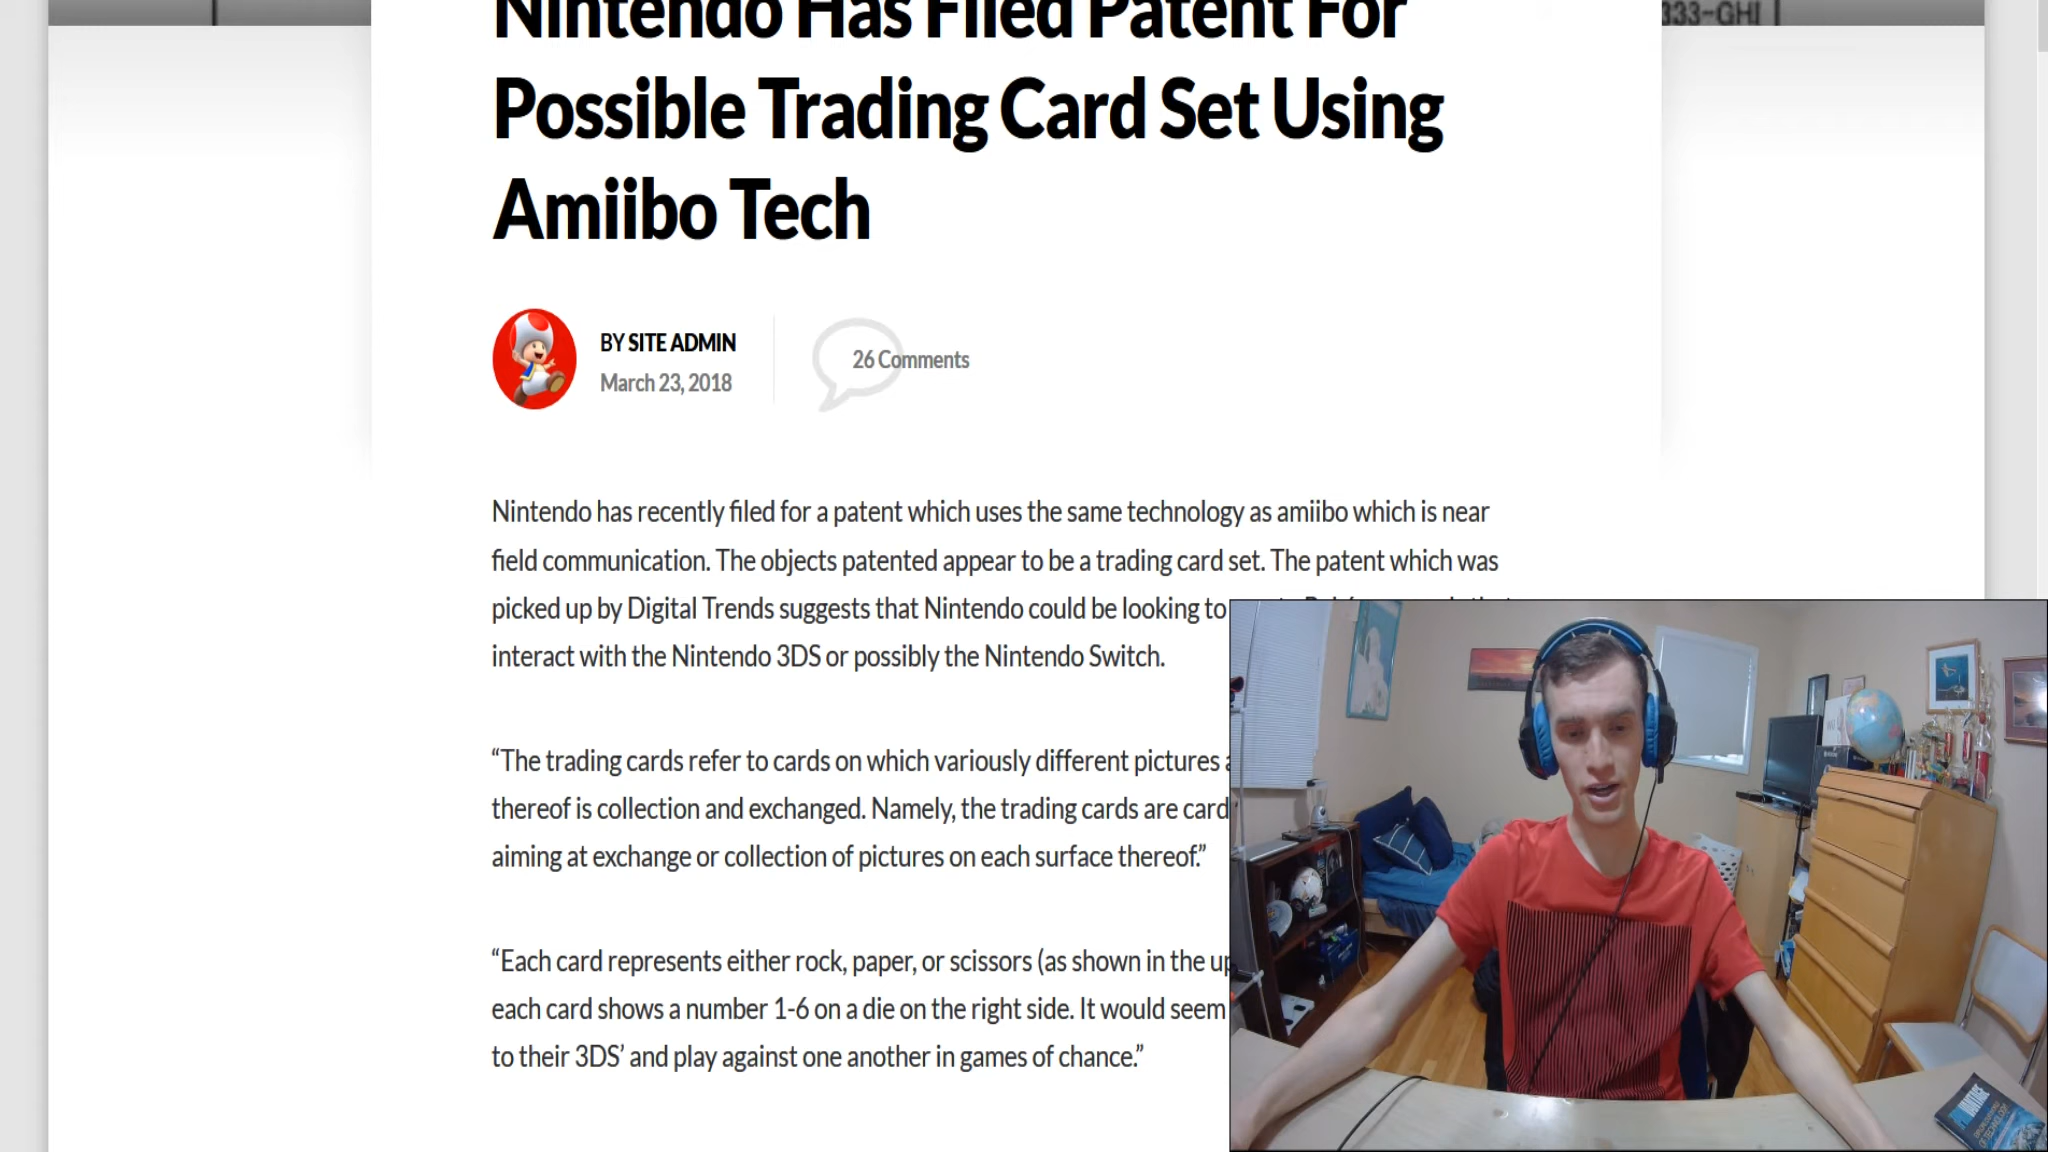 Nintendo Has Filed Patent For
Possible Trading Card Set Using
Amiibo Tech
333-GHI
BY SITE ADMIN
March 23, 2018
26 Comments
Nintendo has recently filed for a patent which uses the same technology as amiibo which is near
field communication. The objects patented appear to be a trading card set. The patent which was
picked up by Digital Trends suggests that Nintendo could be looking to
interact with the Nintendo 3DS or possibly the Nintendo Switch.
“The trading cards refer to cards on which variously different pictures
thereof is collection and exchanged. Namely, the trading cards are card
aiming at exchange or collection of pictures on each surface thereof.”
“Each card represents either rock, paper, or scissors (as shown in the up
each card shows a number 1-6 on a die on the right side. It would seem
to their 3DS’ and play against one another in games of chance.”